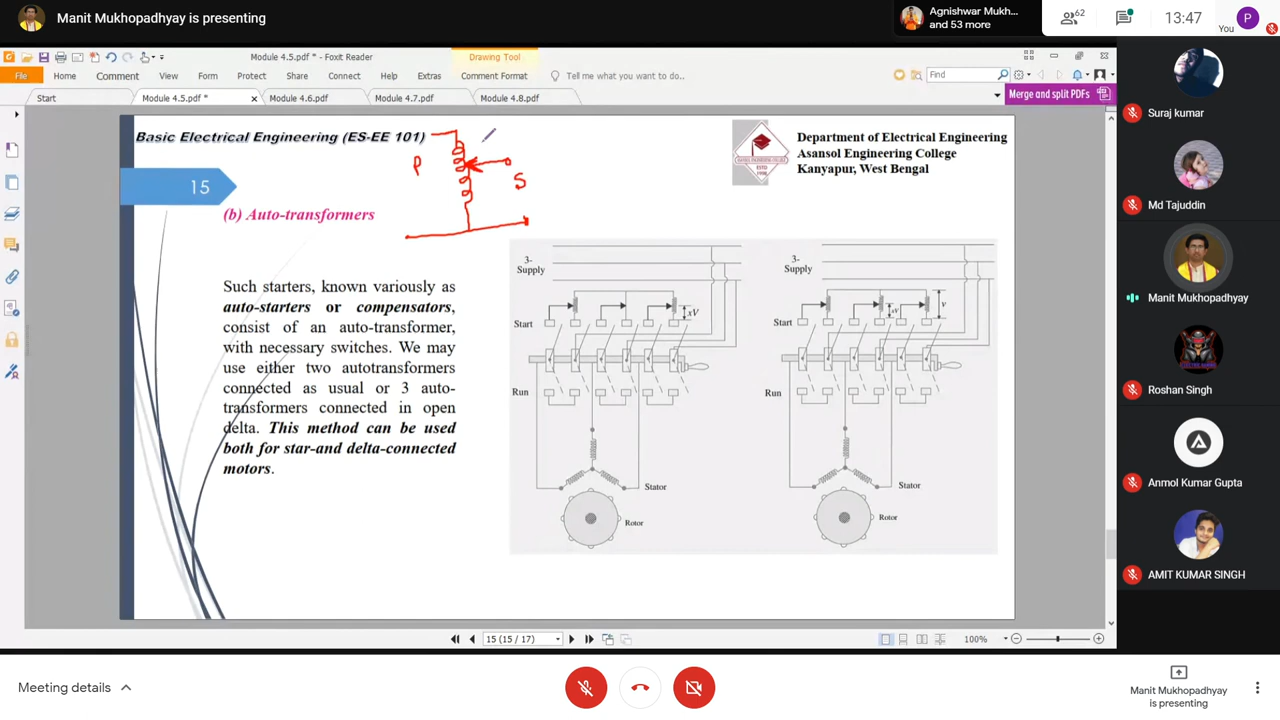 Manit Mukhopadhyay is presenting
Agnishwar Mukh...
and 53 more
62
13:47
You
P
Module 4.5.pdf * - Foxit Reader
Drawing Tool
File
Home
Comment
View
Form
Protect
Share
Connect
Help
Extras
Comment Format
Tell me what you want to do..
Find
Start
Module 4.5.pdf *
Module 4.6.pdf
Module 4.7.pdf
Module 4.8.pdf
Merge and split PDFs
Basic Electrical Engineering (ES-EE 101)
Department of Electrical Engineering
Asansol Engineering College
Kanyapur, West Bengal
P
S
15
(b) Auto-transformers
Such starters, known variously as
auto-starters or compensators,
consist of an auto-transformer,
with necessary switches. We may
use either two autotransformers
connected as usual or 3 auto-
transformers connected in open
delta. This method can be used
both for star-and delta-connected
motors.
3-
Supply
Start
xV
Run
Stator
Rotor
3-
Supply
Start
xV
v
Run
Stator
Rotor
15 (15 / 17)
100%
Suraj kumar
Md Tajuddin
Manit Mukhopadhyay
Roshan Singh
Anmol Kumar Gupta
AMIT KUMAR SINGH
Meeting details
Manit Mukhopadhyay
is presenting